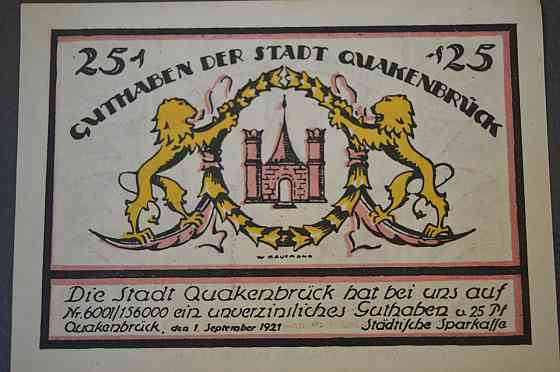 25₰ ₰25
GUTHABEN DER STADT QUAKENBRÜCK
W KAUFMANN
Die Stadt Quakenbrück hat bei uns auf
Nr.6001/156000 ein unverzinsliches Guthaben v. 25 Pf
Quakenbrück, den 1. September 1921 Städtische Sparkasse